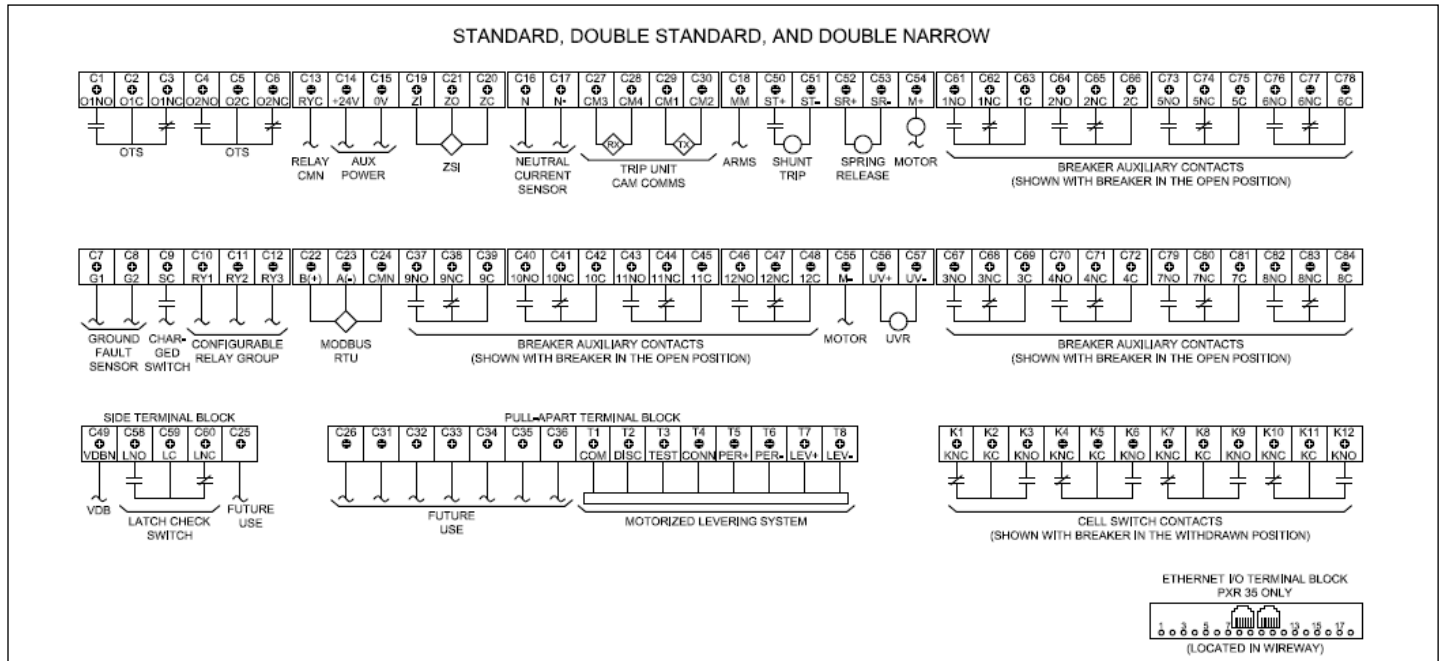 STANDARD, DOUBLE STANDARD, AND DOUBLE NARROW
C1 C2 C3 C4 C5 C6 C13 C14 C15 C19 C21 C20 C16 C17 C27 C28 C29 C30 C18 C50 C51 C52 C53 C54 C61 C62 C63 C64 C65 C66 C73 C74 C75 C76 C77 C78
O1NO O1C O1NC O2NO O2C O2NC RYC +24V 0V ZI ZO ZC N N• CM3 CM4 CM1 CM2 MM ST+ ST- SR+ SR- M+ 1NO 1NC 1C 2NO 2NC 2C 5NO 5NC 5C 6NO 6NC 6C
RX TX
OTS OTS RELAY CMN AUX POWER ZSI NEUTRAL CURRENT SENSOR TRIP UNIT CAM COMMS ARMS SHUNT TRIP SPRING RELEASE MOTOR BREAKER AUXILIARY CONTACTS
(SHOWN WITH BREAKER IN THE OPEN POSITION)
C7 C8 C9 C10 C11 C12 C22 C23 C24 C37 C38 C39 C40 C41 C42 C43 C44 C45 C46 C47 C48 C55 C56 C57 C67 C68 C69 C70 C71 C72 C79 C80 C81 C82 C83 C84
G1 G2 SC RY1 RY2 RY3 B(+) A(-) CMN 9NO 9NC 9C 10NO 10NC 10C 11NO 11NC 11C 12NO 12NC 12C M- UV+ UV- 3NO 3NC 3C 4NO 4NC 4C 7NO 7NC 7C 8NO 8NC 8C
GROUND FAULT SENSOR CHAR-GED SWITCH CONFIGURABLE RELAY GROUP MODBUS RTU BREAKER AUXILIARY CONTACTS
(SHOWN WITH BREAKER IN THE OPEN POSITION)
MOTOR UVR BREAKER AUXILIARY CONTACTS
(SHOWN WITH BREAKER IN THE OPEN POSITION)
SIDE TERMINAL BLOCK
C49 C58 C59 C60 C25
VDBN LNO LC LNC
VDB LATCH CHECK SWITCH FUTURE USE
PULL-APART TERMINAL BLOCK
C26 C31 C32 C33 C34 C35 C36 T1 T2 T3 T4 T5 T6 T7 T8
COM DISC TEST CONN PER+ PER- LEV+ LEV-
FUTURE USE MOTORIZED LEVERING SYSTEM
K1 K2 K3 K4 K5 K6 K7 K8 K9 K10 K11 K12
KNC KC KNO KNC KC KNO KNC KC KNO KNC KC KNO
CELL SWITCH CONTACTS
(SHOWN WITH BREAKER IN THE WITHDRAWN POSITION)
ETHERNET I/O TERMINAL BLOCK
PXR 35 ONLY
1 3 5 7 13 15 17
(LOCATED IN WIREWAY)